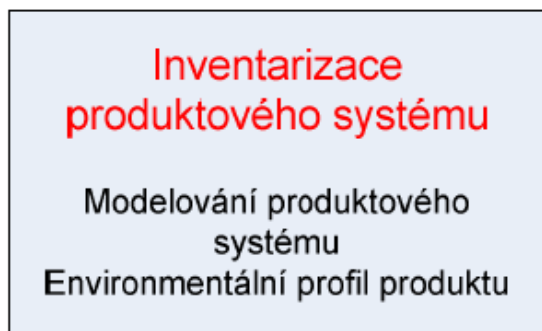 Inventarizace
produktového systému
Modelování produktového
systému
Environmentální profil produktu